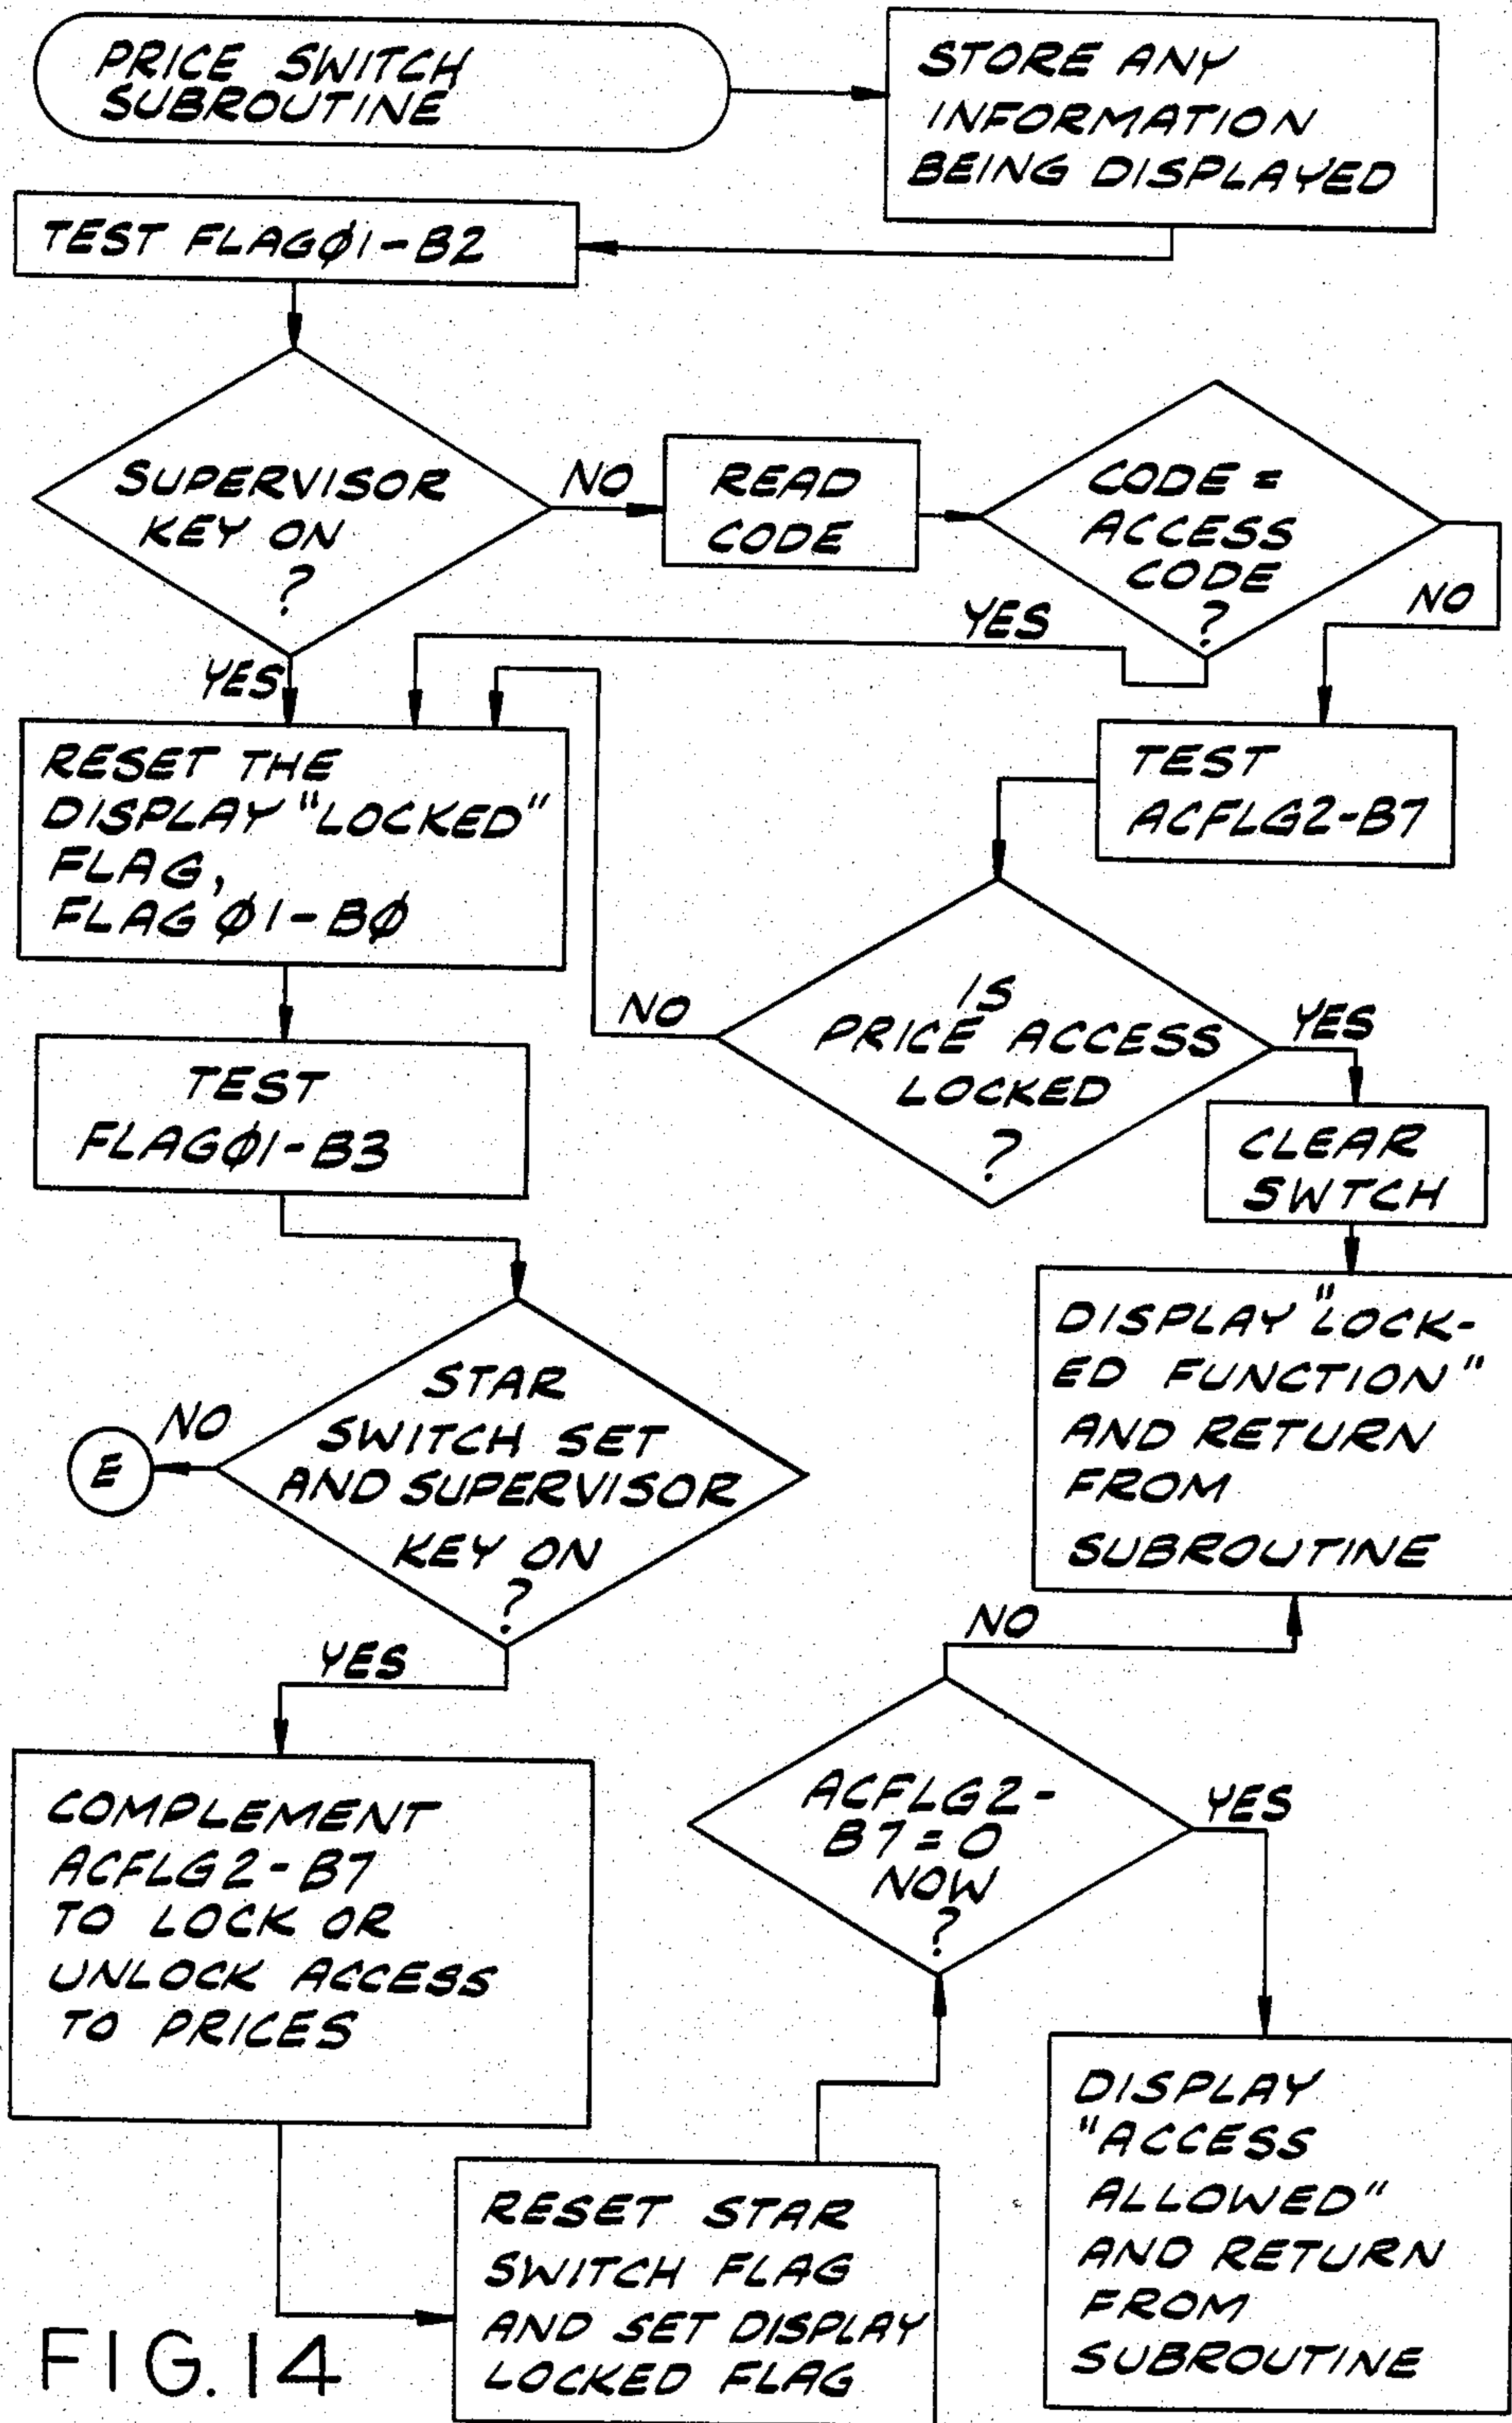 PRICE SWITCH
SUBROUTINE
STORE ANY
INFORMATION
BEING DISPLAYED
TEST FLAGØ1-B2
SUPERVISOR
KEY ON
?
NO
READ
CODE
CODE =
ACCESS
CODE
?
NO
YES
YES
RESET THE
DISPLAY "LOCKED"
FLAG,
FLAG Ø1-BØ
TEST
ACFLG2-B7
IS
PRICE ACCESS
LOCKED
?
NO
YES
TEST
FLAGØ1-B3
CLEAR
SWTCH
DISPLAY "LOCK-
ED FUNCTION"
AND RETURN
FROM
SUBROUTINE
STAR
SWITCH SET
AND SUPERVISOR
KEY ON
?
NO
E
YES
NO
COMPLEMENT
ACFLG2-B7
TO LOCK OR
UNLOCK ACCESS
TO PRICES
ACFLG2-
B7=0
NOW
?
YES
RESET STAR
SWITCH FLAG
AND SET DISPLAY
LOCKED FLAG
DISPLAY
"ACCESS
ALLOWED"
AND RETURN
FROM
SUBROUTINE
FIG. 14